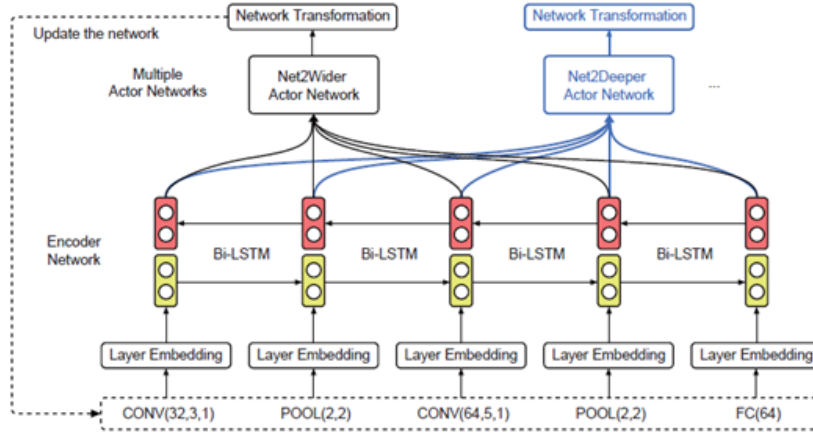 Network Transformation
Network Transformation
Update the network
Multiple
Actor Networks
Net2Wider
Actor Network
Net2Deeper
Actor Network
...
Encoder
Network
Bi-LSTM
Bi-LSTM
Bi-LSTM
Bi-LSTM
Layer Embedding
Layer Embedding
Layer Embedding
Layer Embedding
Layer Embedding
CONV(32,3,1)
POOL(2,2)
CONV(64,5,1)
POOL(2,2)
FC(64)